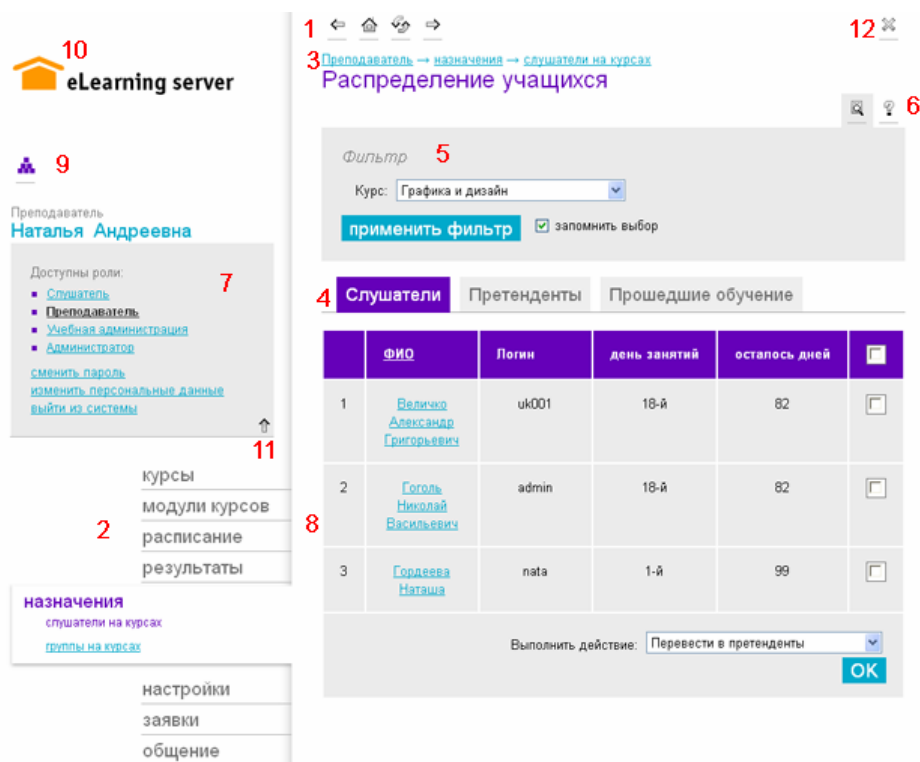 1
12
10
eLearning server
3 Преподаватель → назначения → слушатели на курсах
Распределение учащихся
6
9
Фильтр 5
Курс: Графика и дизайн
применить фильтр запомнить выбор
Преподаватель
Наталья Андреевна
7
Доступны роли:
Слушатель
Преподаватель
Учебная администрация
Администратор
сменить пароль
изменить персональные данные
выйти из системы
11
4 Слушатели Претенденты Прошедшие обучение
ФИО Логин день занятий осталось дней
1 Величко Александр Григорьевич uk001 18-й 82
2 Гоголь Николай Васильевич admin 18-й 82
3 Гордеева Наташа nata 1-й 99
8
Выполнить действие: Перевести в претенденты
OK
2
курсы
модули курсов
расписание
результаты
назначения
слушатели на курсах
группы на курсах
настройки
заявки
общение